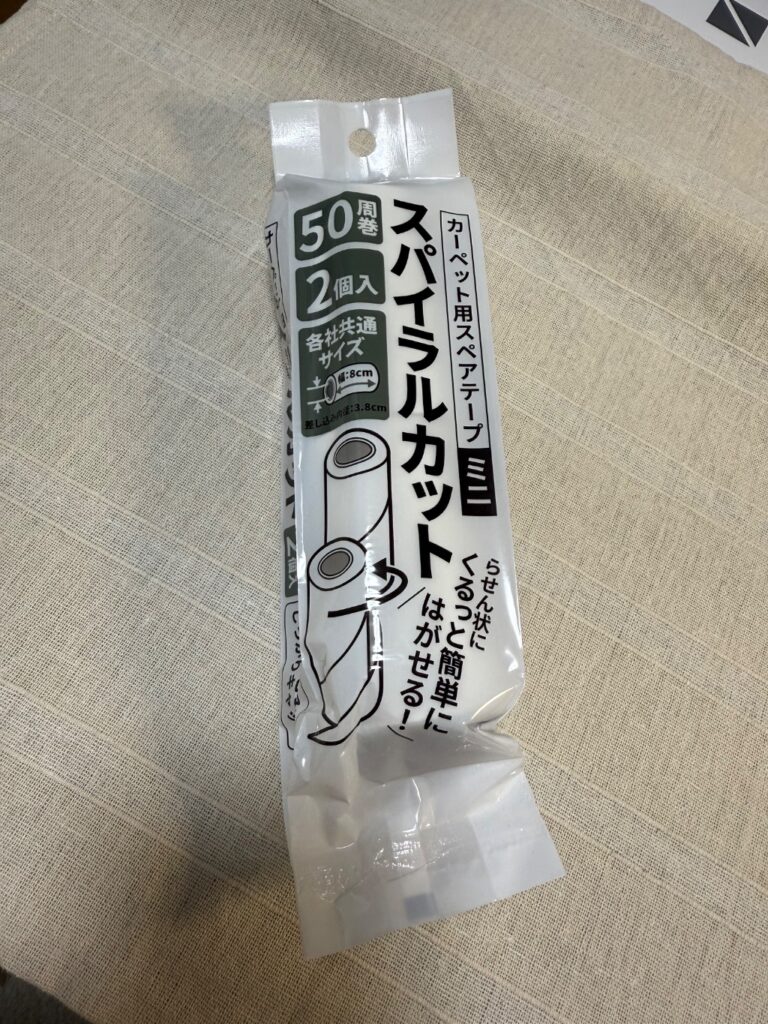 カーペット用スペアテープ
ミニ
スパイラルカット
50周巻
2個入
各社共通
サイズ
幅:8cm
差し込み内径:3.8cm
らせん状に
くるっと簡単に
はがせる!